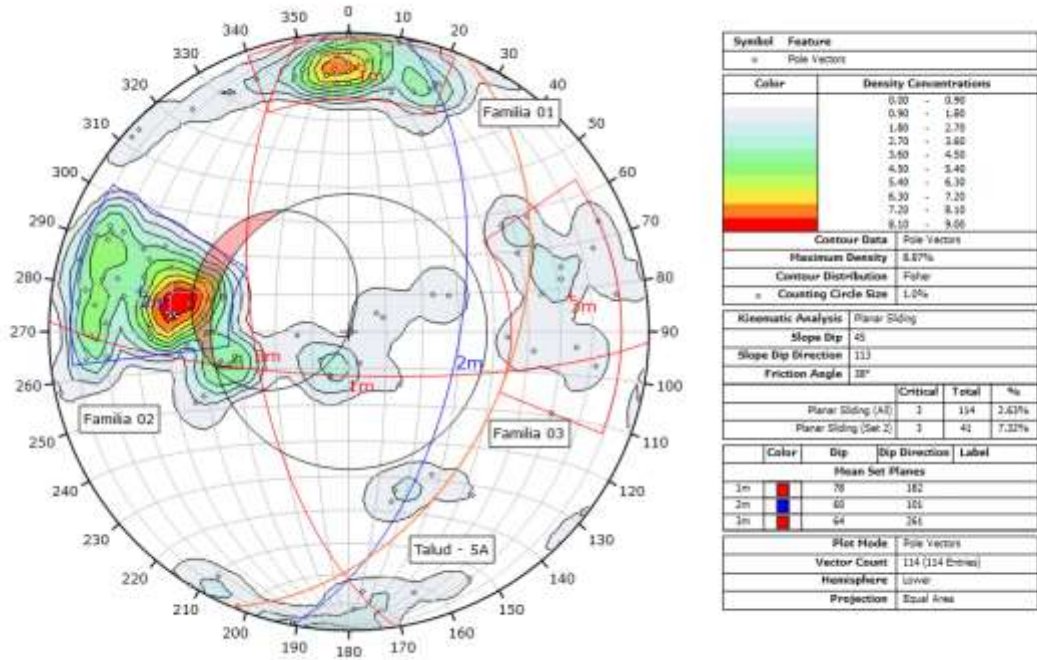 0
10
20
30
40
50
60
70
80
90
100
110
120
130
140
150
160
170
180
190
200
210
220
230
240
250
260
270
280
290
300
310
320
330
340
350
Familia 01
Familia 02
Familia 03
Talud - 5A
1m
2m
3m
Symbol Feature
Pole Vectors
Color Density Concentrations
0.00 - 0.90
0.90 - 1.80
1.80 - 2.70
2.70 - 3.60
3.60 - 4.50
4.50 - 5.40
5.40 - 6.30
6.30 - 7.20
7.20 - 8.10
8.10 - 9.00
Contour Data Pole Vectors
Maximum Density 8.87%
Contour Distribution Fisher
Counting Circle Size 1.0%
Kinematic Analysis Planar Sliding
Slope Dip 45
Slope Dip Direction 113
Friction Angle 38°
Critical Total %
Planar Sliding (All) 3 114 2.63%
Planar Sliding (Set 2) 3 41 7.32%
Color Dip Dip Direction Label
Mean Set Planes
1m 78 182
2m 101
3m 64 261
Plot Mode Pole Vectors
Vector Count 114 (114 Entries)
Hemisphere Lower
Projection Equal Area